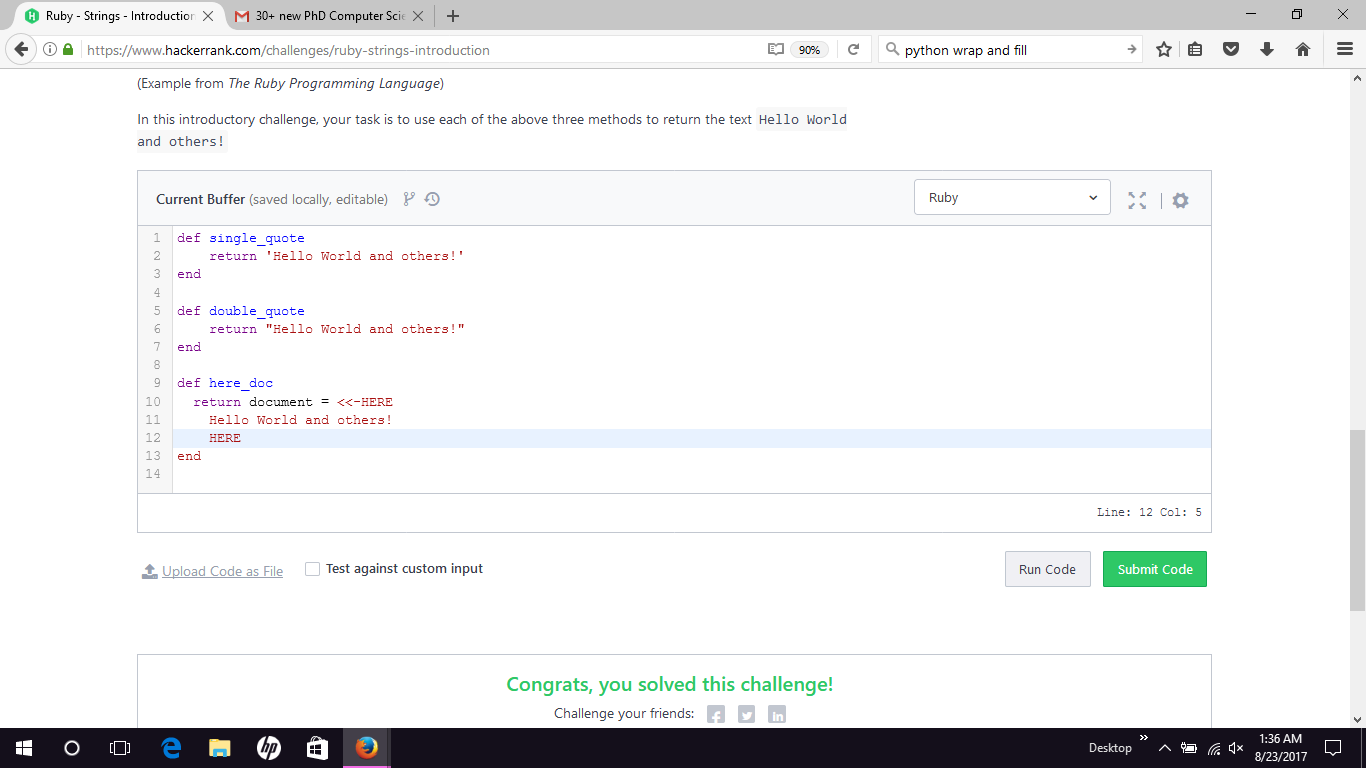 Ruby - Strings - Introduction
30+ new PhD Computer Scie
https://www.hackerrank.com/challenges/ruby-strings-introduction
90%
python wrap and fill
(Example from The Ruby Programming Language)
In this introductory challenge, your task is to use each of the above three methods to return the text Hello World
and others!
Current Buffer (saved locally, editable)
Ruby
1 def single_quote
2     return 'Hello World and others!'
3 end
4
5 def double_quote
6     return "Hello World and others!"
7 end
8
9 def here_doc
10   return document = <<-HERE
11     Hello World and others!
12     HERE
13 end
14
Line: 12 Col: 5
Upload Code as File
Test against custom input
Run Code
Submit Code
Congrats, you solved this challenge!
Challenge your friends:
Desktop
1:36 AM
8/23/2017